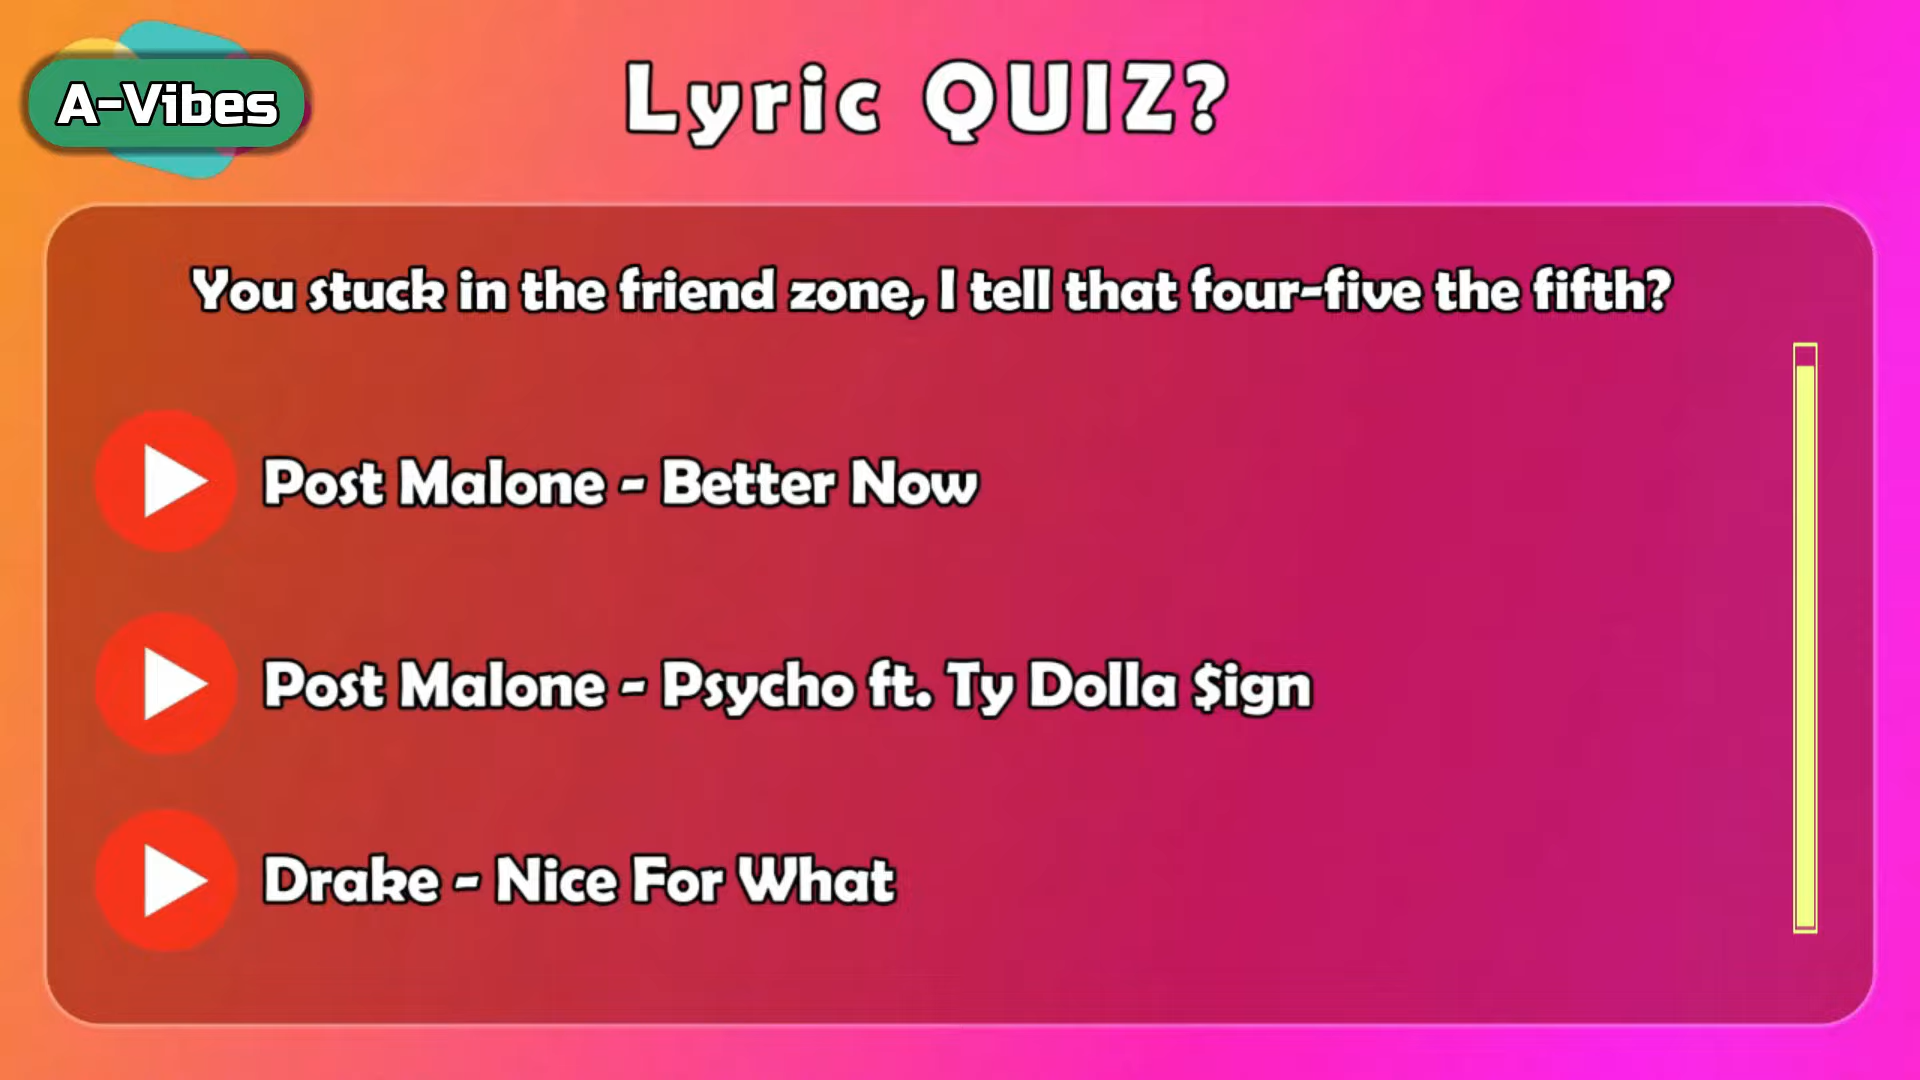 A-Vibes
Lyric QUIZ?
You stuck in the friend zone, I tell that four-five the fifth?
Post Malone - Better Now
Post Malone - Psycho ft. Ty Dolla $ign
Drake - Nice For What